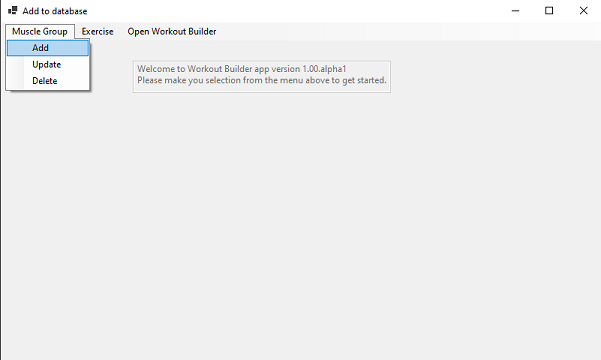 Add to database
Muscle Group Exercise Open Workout Builder
Add
Update
Delete
Welcome to Workout Builder app version 1.00.alpha1
Please make you selection from the menu above to get started.